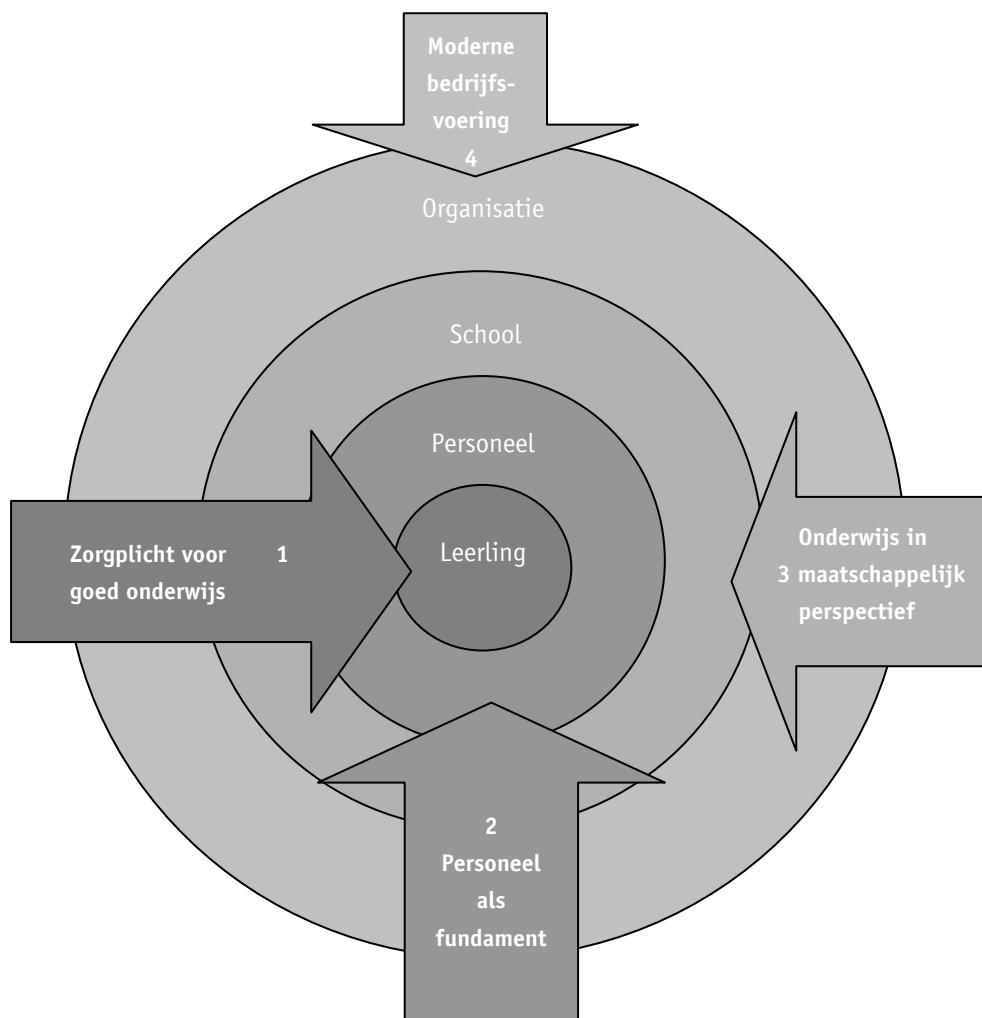 Moderne
bedrijfs-
voering
4
Organisatie
School
Personeel
Leerling
Zorgplicht voor 1
goed onderwijs
Onderwijs in
3 maatschappelijk
perspectief
2
Personeel
als
fundament